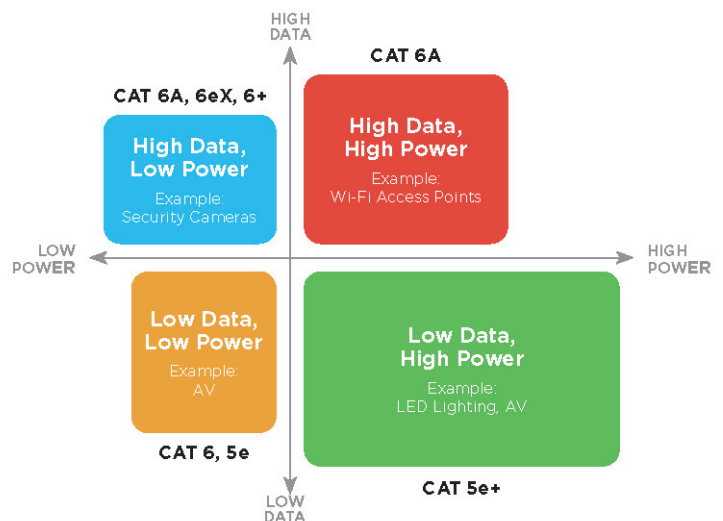 HIGH
DATA
CAT 6A
CAT 6A, 6eX, 6+
High Data,
Low Power
Example:
Security Cameras
High Data,
High Power
Example:
Wi-Fi Access Points
LOW
POWER
HIGH
POWER
Low Data,
Low Power
Example:
AV
Low Data,
High Power
Example:
LED Lighting, AV
CAT 6, 5e
CAT 5e+
LOW
DATA